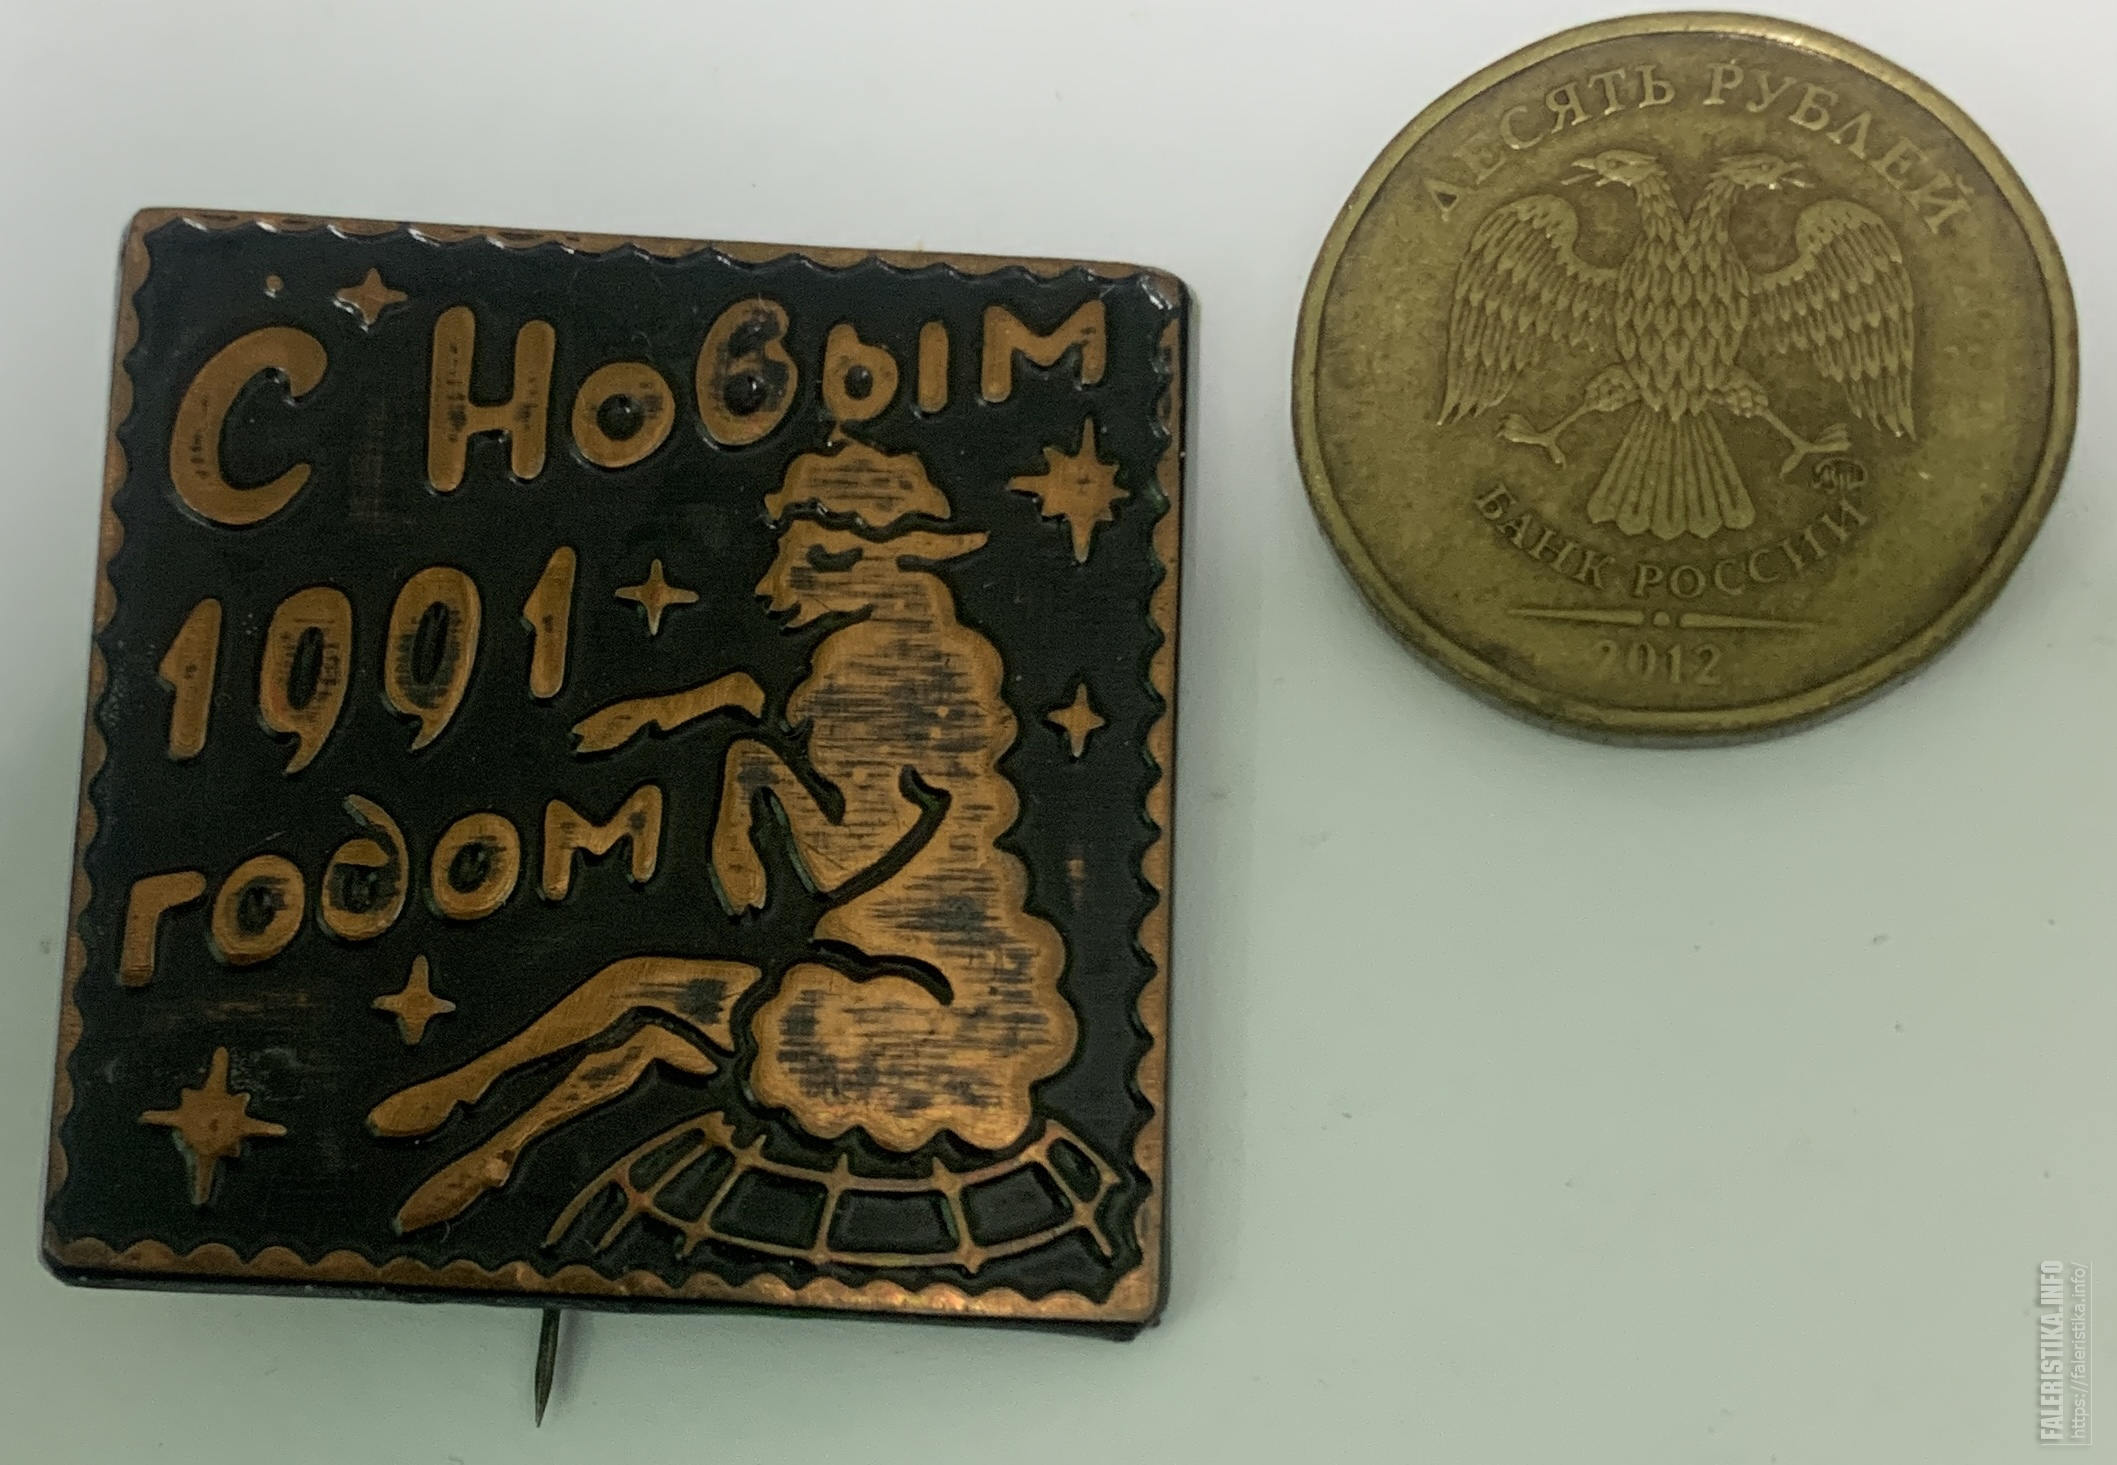 С Новым
1991
годом
ДЕСЯТЬ РУБЛЕЙ
БАНК РОССИИ
2012
FALERISTIKA.INFO
https://faleristika.info/